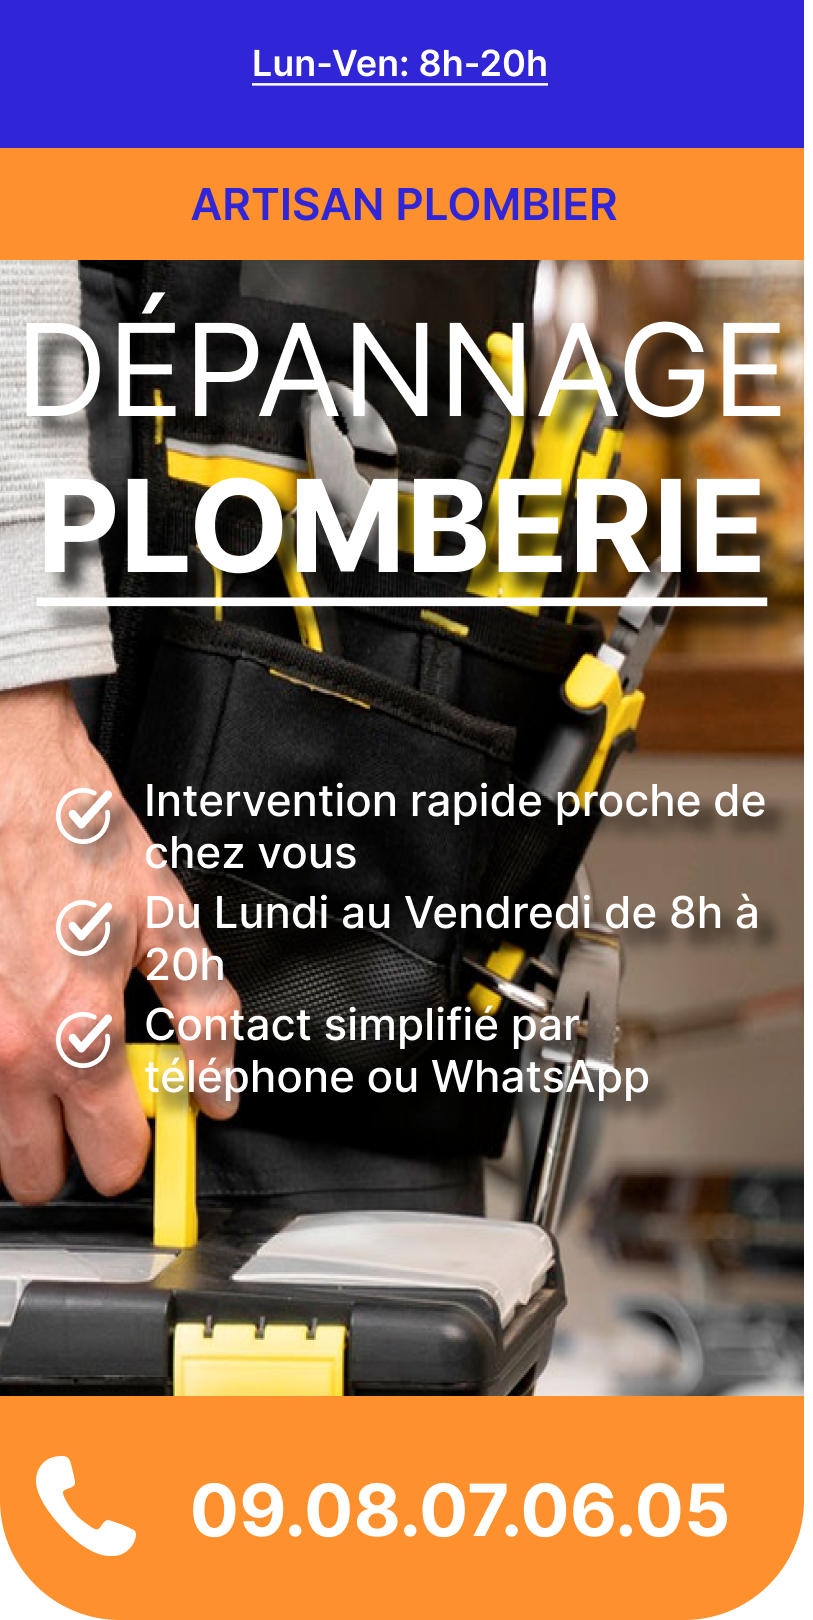 Lun-Ven: 8h-20h
ARTISAN PLOMBIER
DÉPANNAGE
PLOMBERIE
Intervention rapide proche de
chez vous
Du Lundi au Vendredi de 8h à
20h
Contact simplifié par
téléphone ou WhatsApp
09.08.07.06.05